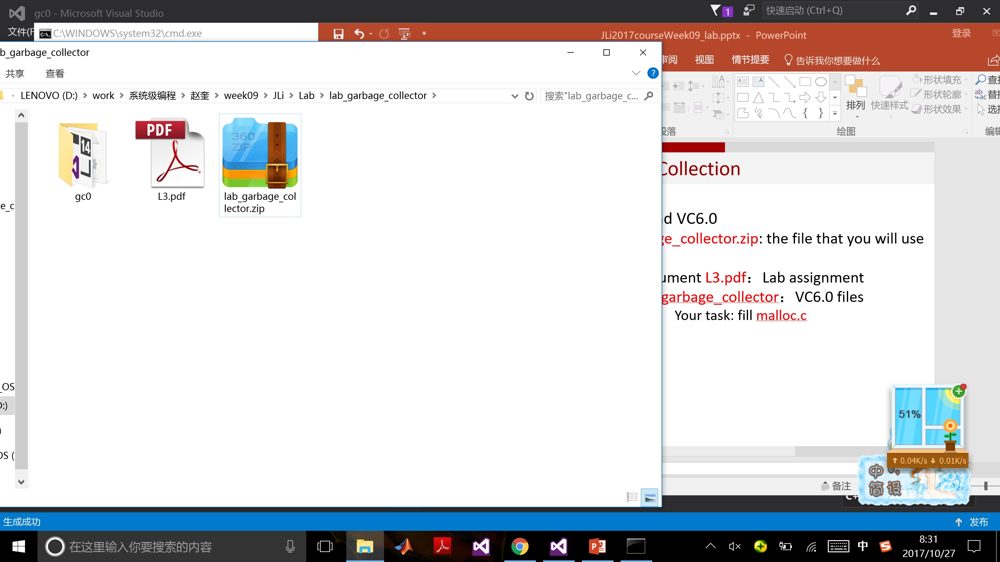 gc0 - Microsoft Visual Studio
1
快速启动 (Ctrl+Q)
文件(F
C:\WINDOWS\system32\cmd.exe
JLi2017courseWeek09_lab.pptx - PowerPoint
登录
b_garbage_collector
审阅 视图 情节提要 告诉我你想要做什么
共享 查看
« LENOVO (D:) work 系统级编程 赵奎 week09 JLi Lab lab_garbage_collector
搜索"lab_garbage_c...
排列
快速样式
形状填充
形状轮廓
形状效果
查找
替换
选择
段落
绘图
编辑
360
ZIP
PDF
14
gc0
L3.pdf
lab_garbage_col
lector.zip
Collection
nd VC6.0
ge_collector.zip: the file that you will use
ument L3.pdf：Lab assignment
garbage_collector：VC6.0 files
Your task: fill malloc.c
e_c
_OS
D:)
)
OS (
51%
0.04K/s 0.01K/s
中 °,
简 设
备注
C+
生成成功
发布
在这里输入你要搜索的内容
中
8:31
2017/10/27